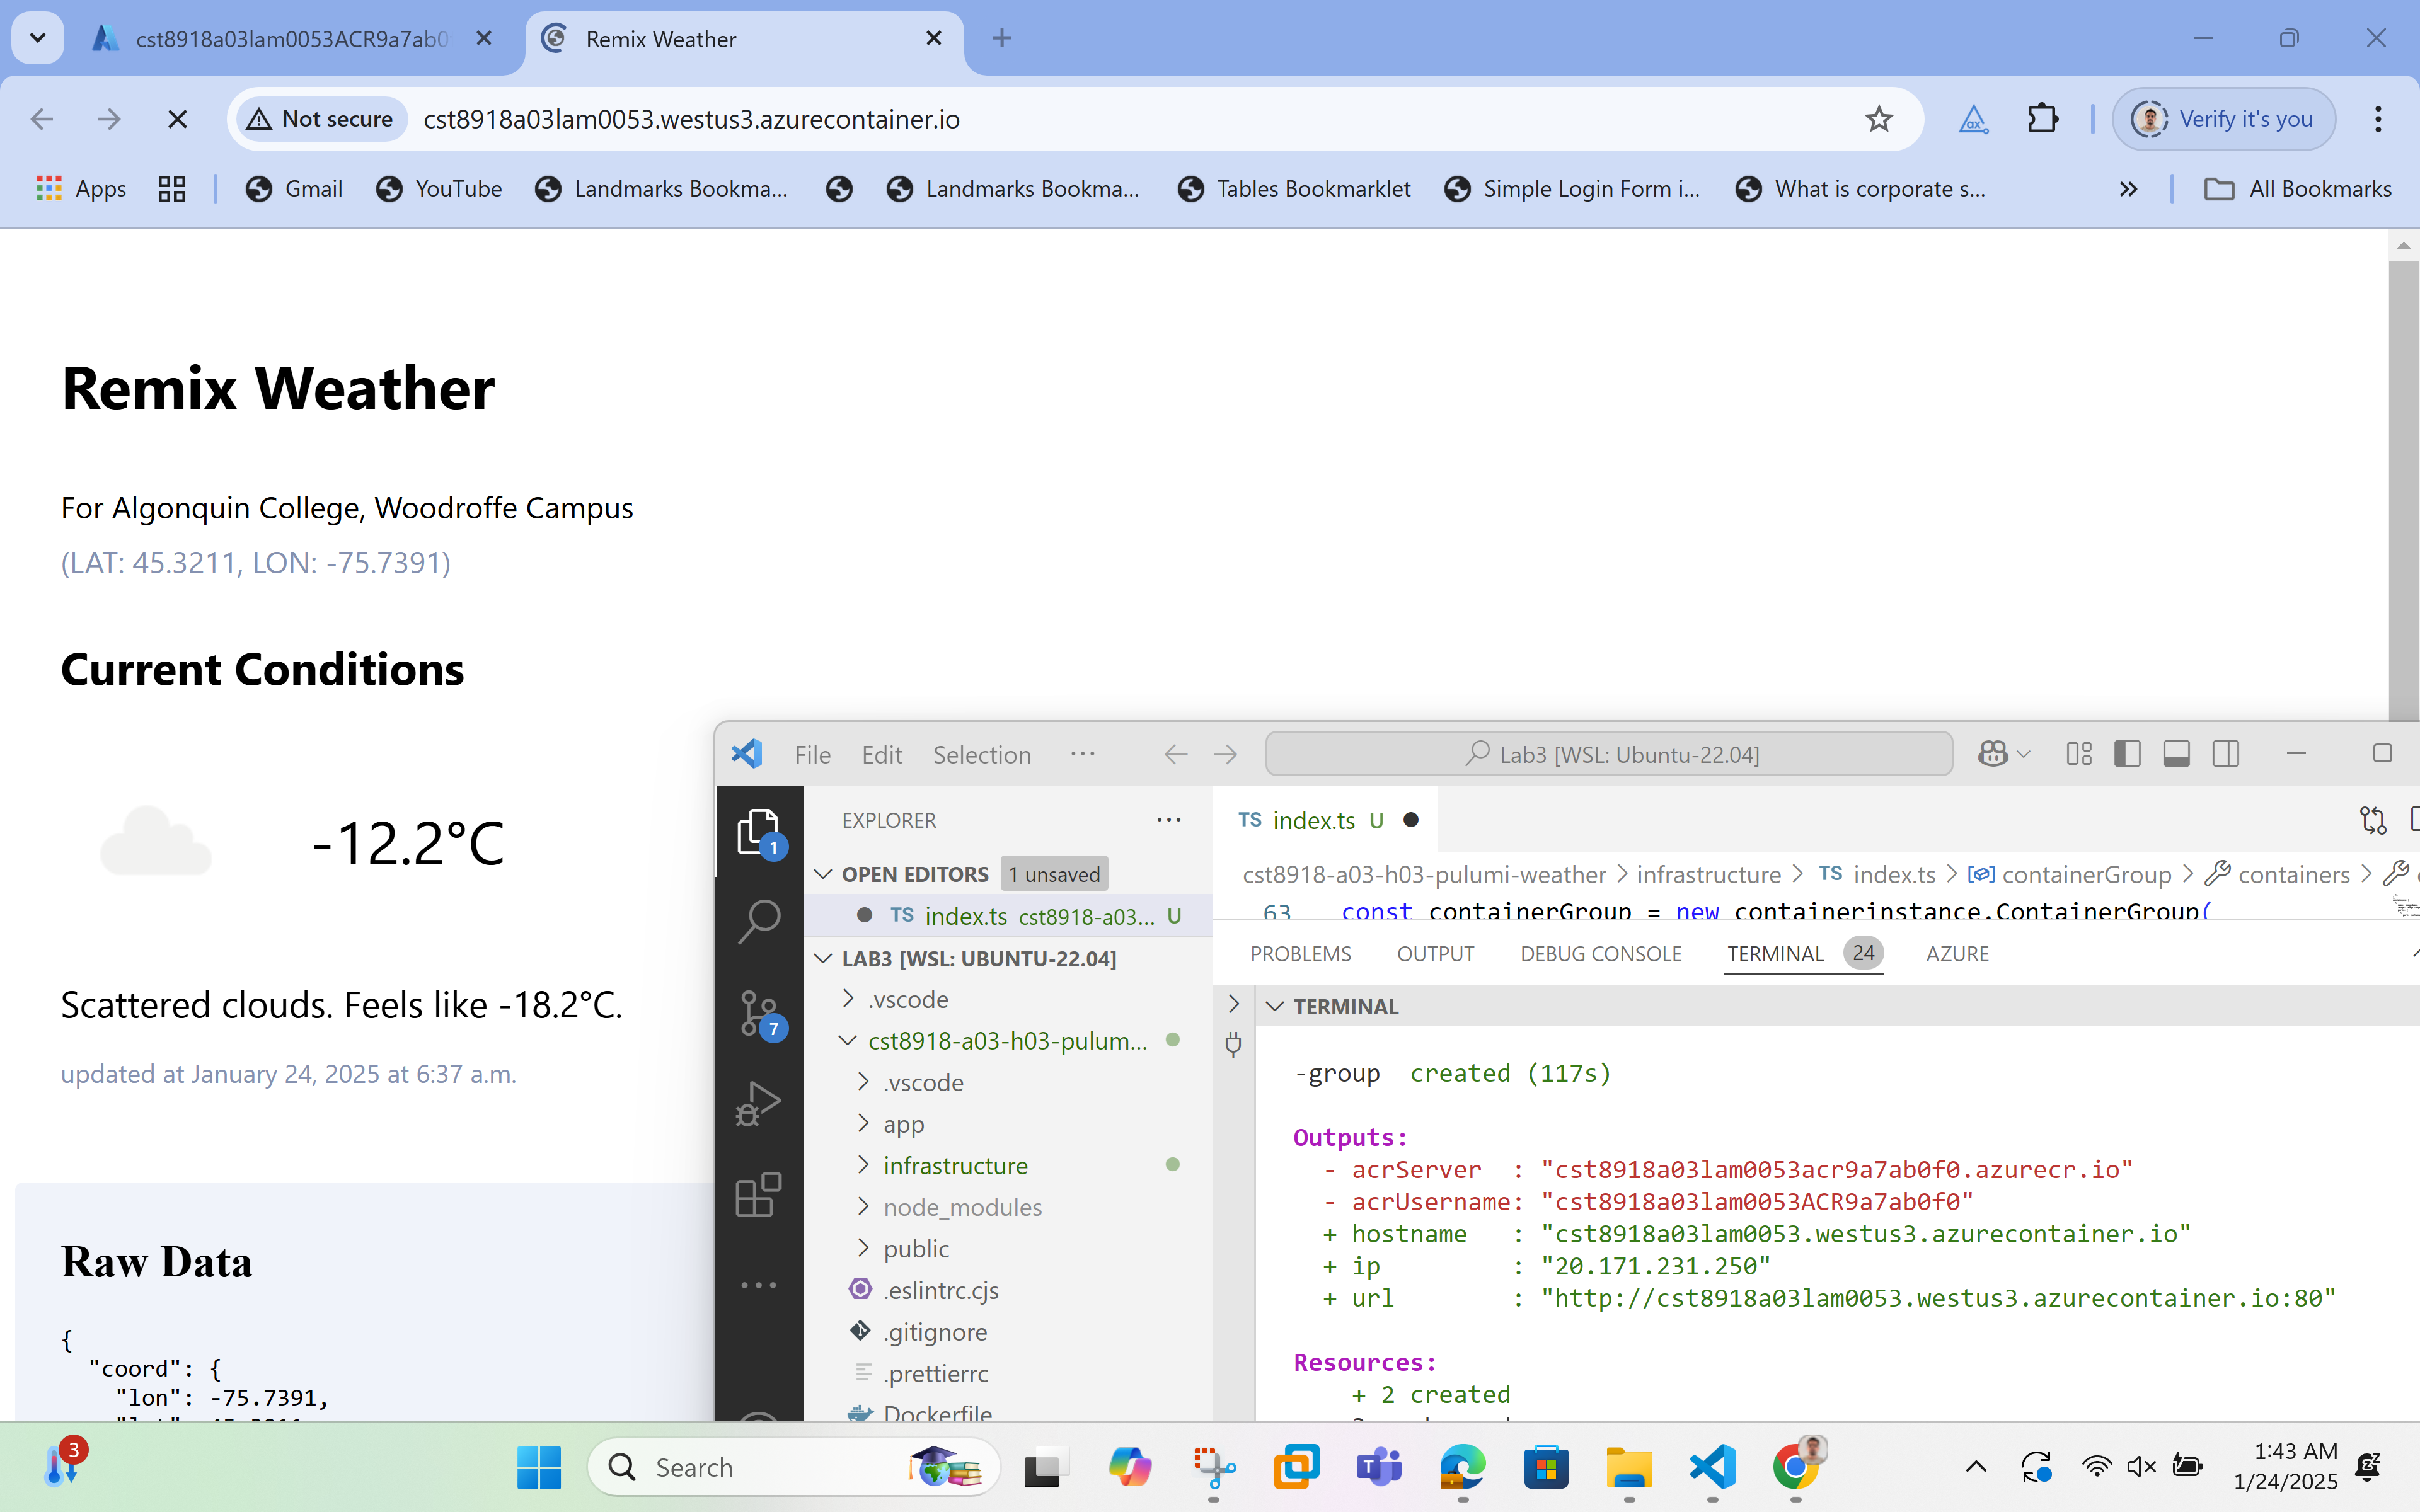 cst8918a03lam0053ACR9a7ab0
Remix Weather
Not secure
cst8918a03lam0053.westus3.azurecontainer.io
Verify it's you
Apps
Gmail
YouTube
Landmarks Bookma...
Landmarks Bookma...
Tables Bookmarklet
Simple Login Form i...
What is corporate s...
All Bookmarks
Remix Weather
For Algonquin College, Woodroffe Campus
(LAT: 45.3211, LON: -75.7391)
Current Conditions
-12.2°C
Scattered clouds. Feels like -18.2°C.
updated at January 24, 2025 at 6:37 a.m.
Raw Data
{
"coord": {
"lon": -75.7391,
File Edit Selection ...
Lab3 [WSL: Ubuntu-22.04]
EXPLORER
1
OPEN EDITORS 1 unsaved
TS index.ts cst8918-a03... U
LAB3 [WSL: UBUNTU-22.04]
.vscode
7
cst8918-a03-h03-pulum...
.vscode
app
infrastructure
node_modules
public
.eslintrc.cjs
.gitignore
.prettierrc
Dockerfile
TS index.ts U
cst8918-a03-h03-pulumi-weather > infrastructure > TS index.ts > containerGroup > containers >
63 const containerGroup = new containerinstance.ContainerGroup(
PROBLEMS OUTPUT DEBUG CONSOLE TERMINAL 24 AZURE
TERMINAL
-group created (117s)
Outputs:
- acrServer : "cst8918a03lam0053acr9a7ab0f0.azurecr.io"
- acrUsername: "cst8918a03lam0053ACR9a7ab0f0"
+ hostname : "cst8918a03lam0053.westus3.azurecontainer.io"
+ ip : "20.171.231.250"
+ url : "http://cst8918a03lam0053.westus3.azurecontainer.io:80"
Resources:
+ 2 created
3
Search
1:43 AM
1/24/2025